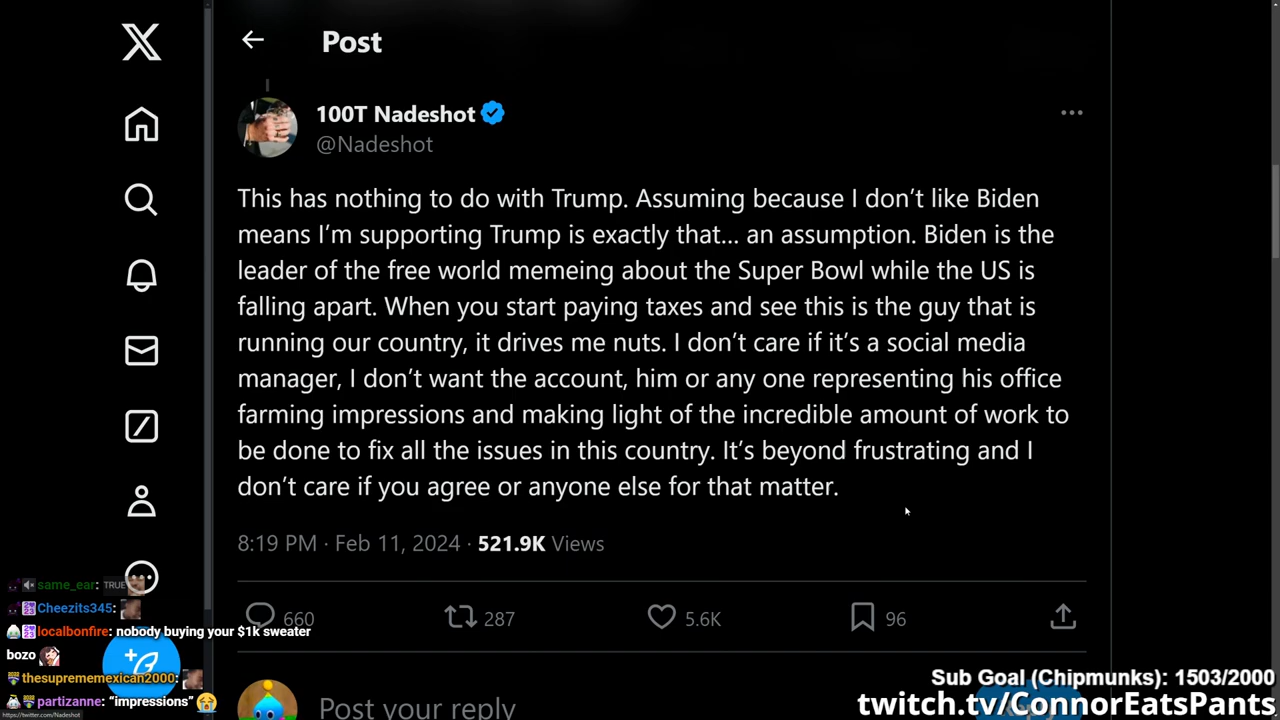 Post
100T Nadeshot
@Nadeshot
This has nothing to do with Trump. Assuming because I don’t like Biden
means I’m supporting Trump is exactly that... an assumption. Biden is the
leader of the free world memeing about the Super Bowl while the US is
falling apart. When you start paying taxes and see this is the guy that is
running our country, it drives me nuts. I don’t care if it’s a social media
manager, I don’t want the account, him or any one representing his office
farming impressions and making light of the incredible amount of work to
be done to fix all the issues in this country. It’s beyond frustrating and I
don’t care if you agree or anyone else for that matter.
8:19 PM · Feb 11, 2024 · 521.9K Views
660 287 5.6K 96
Post your reply
same_ear: TRUE
Cheezits345:
localbonfire: nobody buying your $1k sweater
bozo
thesuprememexican2000:
partizanne: “impressions”
https://twitter.com/Nadeshot
Sub Goal (Chipmunks): 1503/2000
twitch.tv/ConnorEatsPants